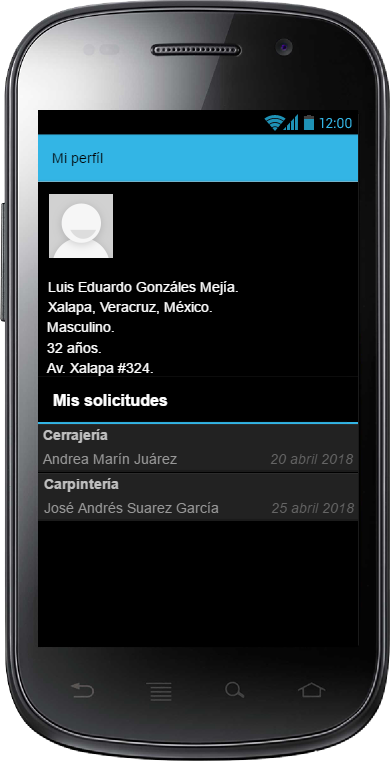 12:00
Mi perfíl
Luis Eduardo Gonzáles Mejía.
Xalapa, Veracruz, México.
Masculino.
32 años.
Av. Xalapa #324.
Mis solicitudes
Cerrajería
Andrea Marín Juárez 20 abril 2018
Carpintería
José Andrés Suarez García 25 abril 2018